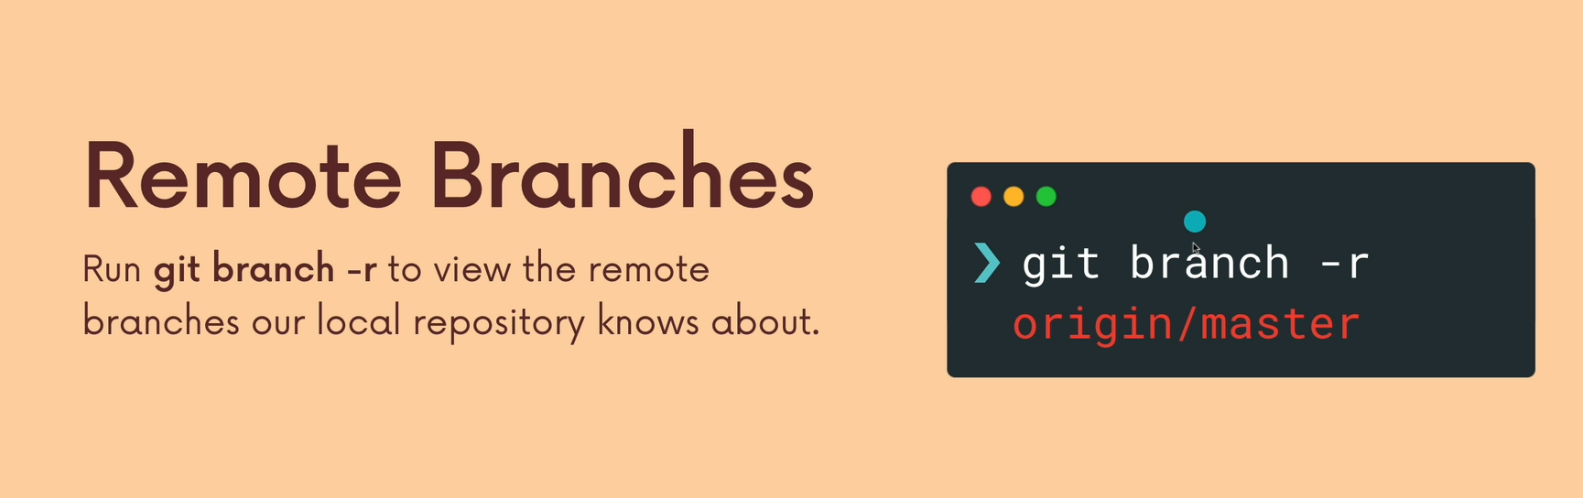 Remote Branches
Run git branch -r to view the remote
branches our local repository knows about.
❯ git branch -r
origin/master